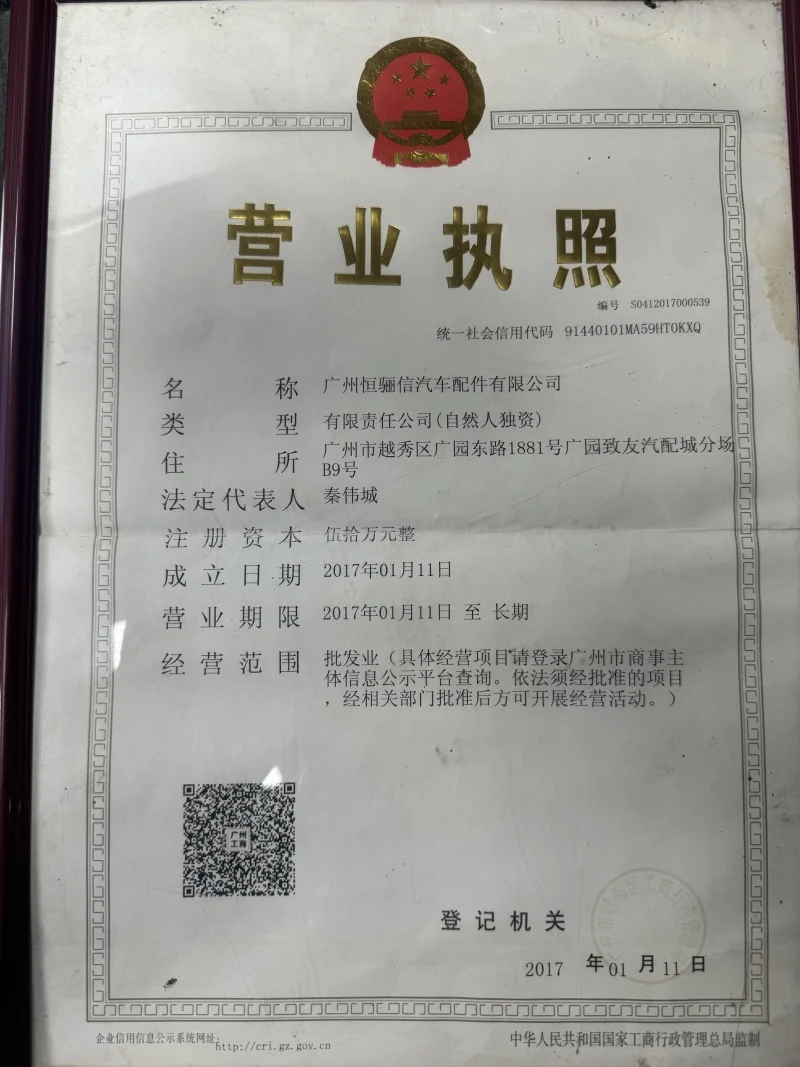 营业执照
编号 S0412017000539
统一社会信用代码 91440101MA59HT0KXQ
名称 广州恒骊信汽车配件有限公司
类型 有限责任公司(自然人独资)
住所 广州市越秀区广园东路1881号广园致友汽配城分场
B9号
法定代表人 秦伟城
注册资本 伍拾万元整
成立日期 2017年01月11日
营业期限 2017年01月11日 至 长期
经营范围 批发业（具体经营项目请登录广州市商事主
体信息公示平台查询。依法须经批准的项目
，经相关部门批准后方可开展经营活动。）
广州
工商
登记机关
2017 年 01 月 11 日
企业信用信息公示系统网址:
http://cri.gz.gov.cn
中华人民共和国国家工商行政管理总局监制